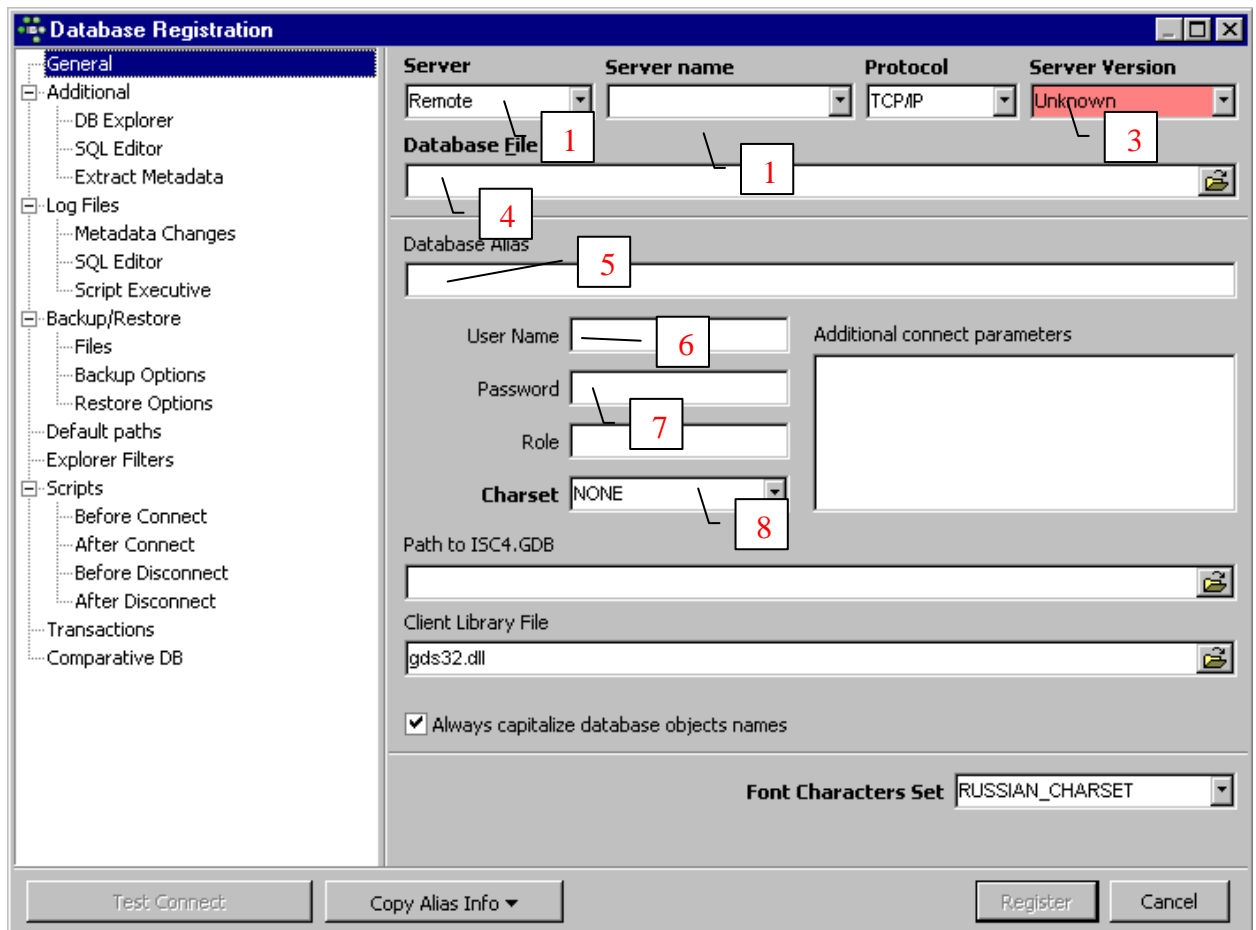 Database Registration
General
Additional
DB Explorer
SQL Editor
Extract Metadata
Log Files
Metadata Changes
SQL Editor
Script Executive
Backup/Restore
Files
Backup Options
Restore Options
Default paths
Explorer Filters
Scripts
Before Connect
After Connect
Before Disconnect
After Disconnect
Transactions
Comparative DB
Server Server name Protocol Server Version
Remote TCP/IP Unknown
1 3
Database File
1
4
Database Alias
5
User Name 6 Additional connect parameters
Password
7
Role
Charset NONE
8
Path to ISC4.GDB
Client Library File
gds32.dll
Always capitalize database objects names
Font Characters Set RUSSIAN_CHARSET
Test Connect Copy Alias Info Register Cancel